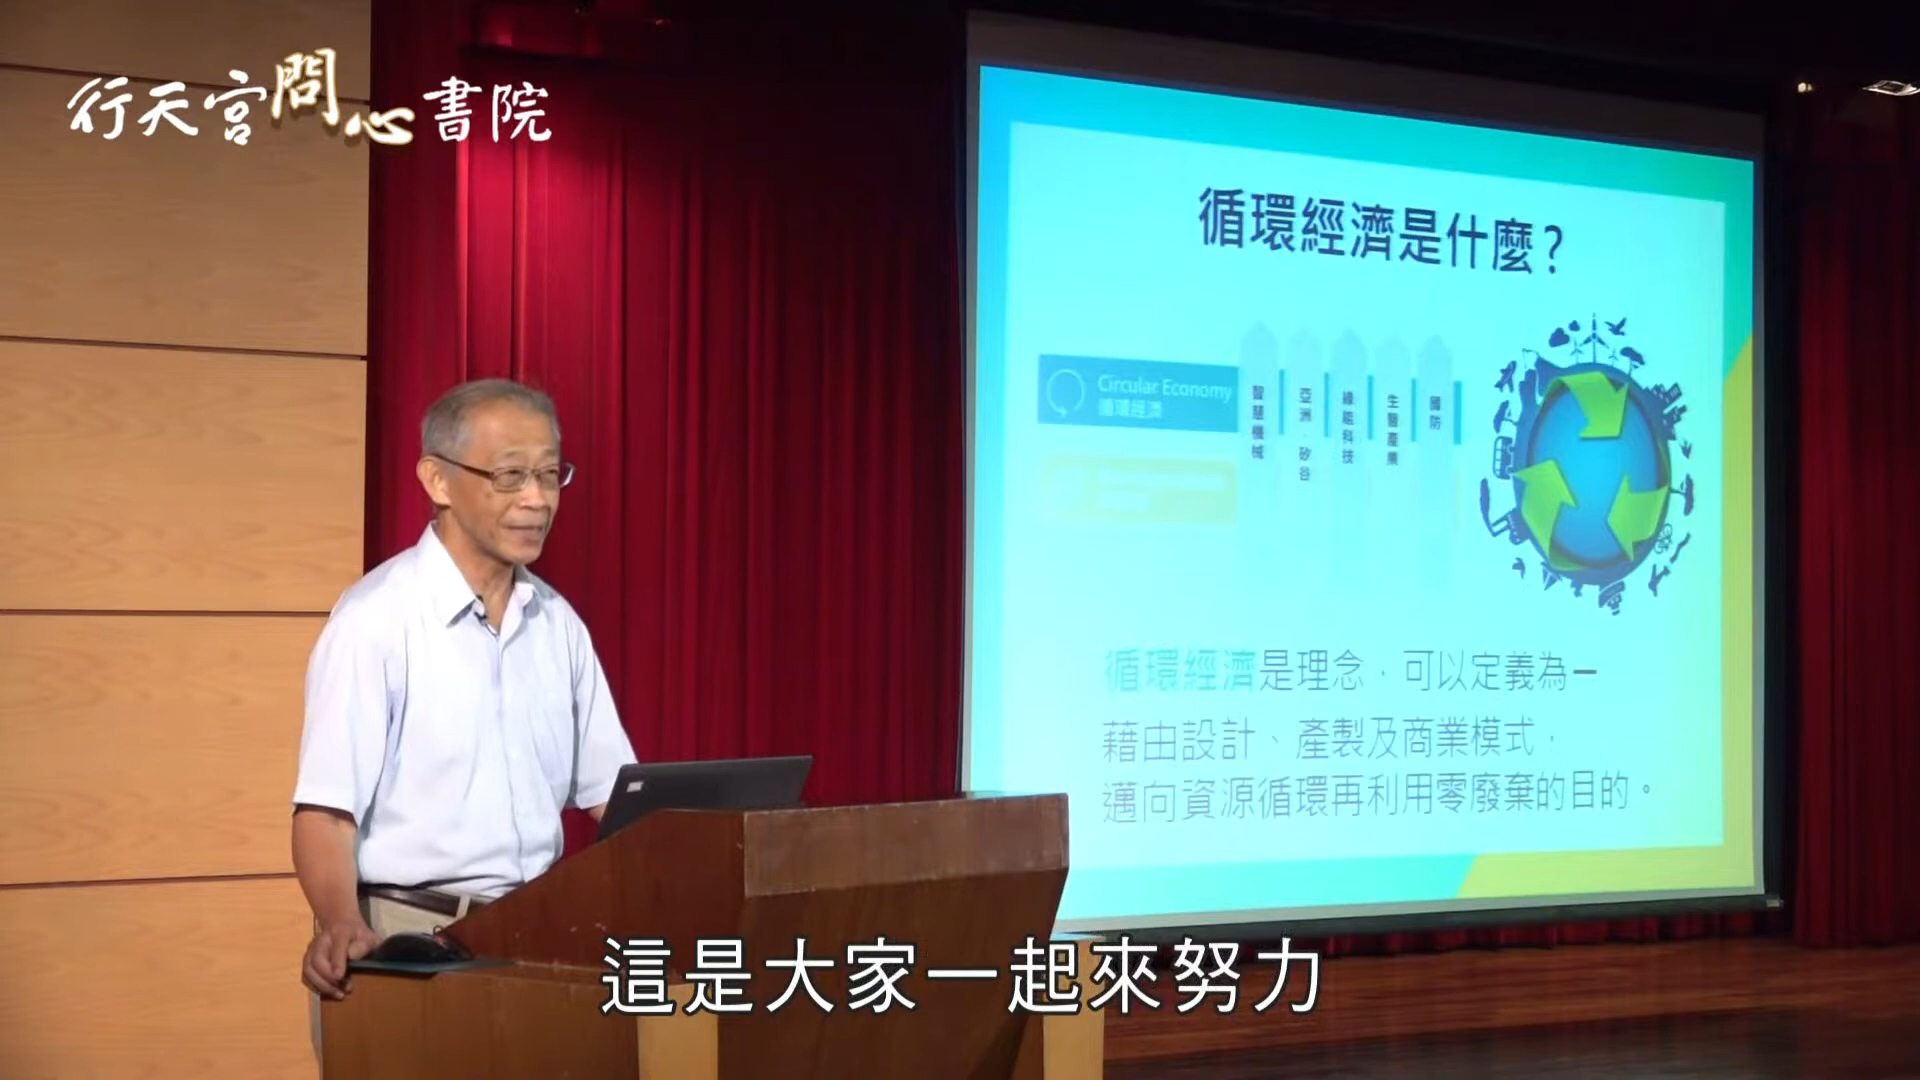 行天宮問心書院
循環經濟是什麼？
Circular Economy
循環經濟
智慧機械
亞洲．矽谷
綠能科技
生醫產業
國防
循環經濟是理念，可以定義為－
藉由設計、產製及商業模式，
邁向資源循環再利用零廢棄的目的。
這是大家一起來努力